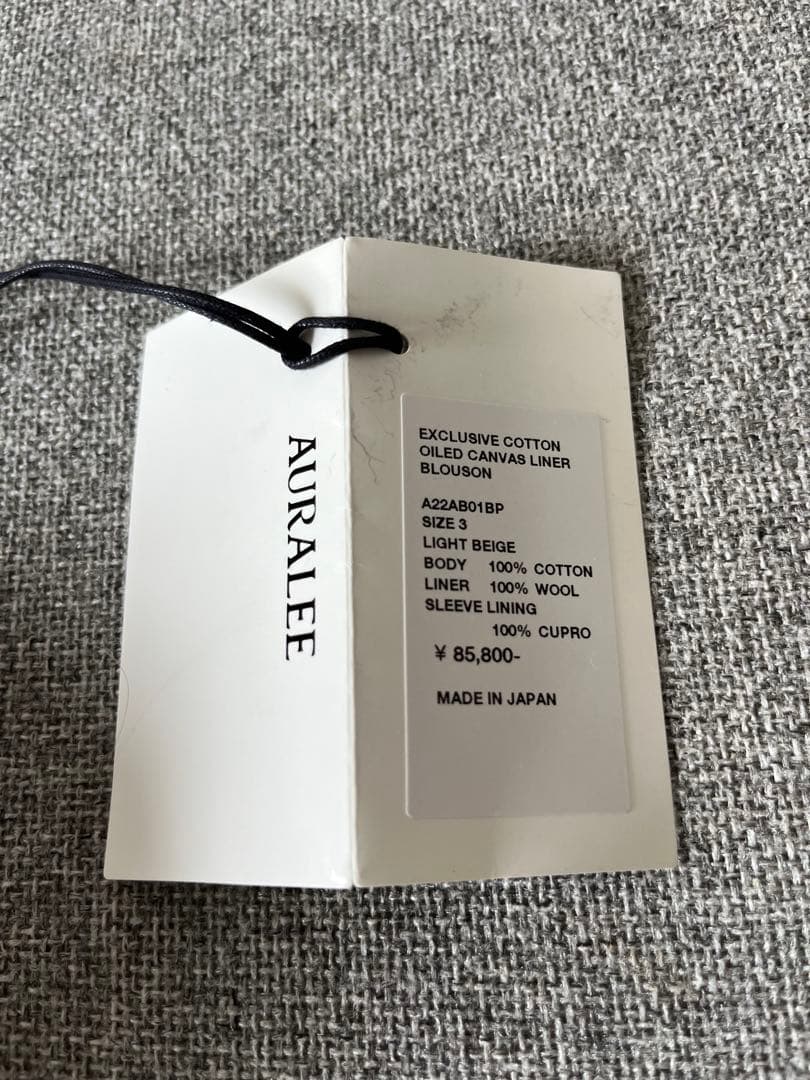 AURALEE
EXCLUSIVE COTTON
OILED CANVAS LINER
BLOUSON
A22AB01BP
SIZE 3
LIGHT BEIGE
BODY 100% COTTON
LINER 100% WOOL
SLEEVE LINING
100% CUPRO
¥ 85,800-
MADE IN JAPAN